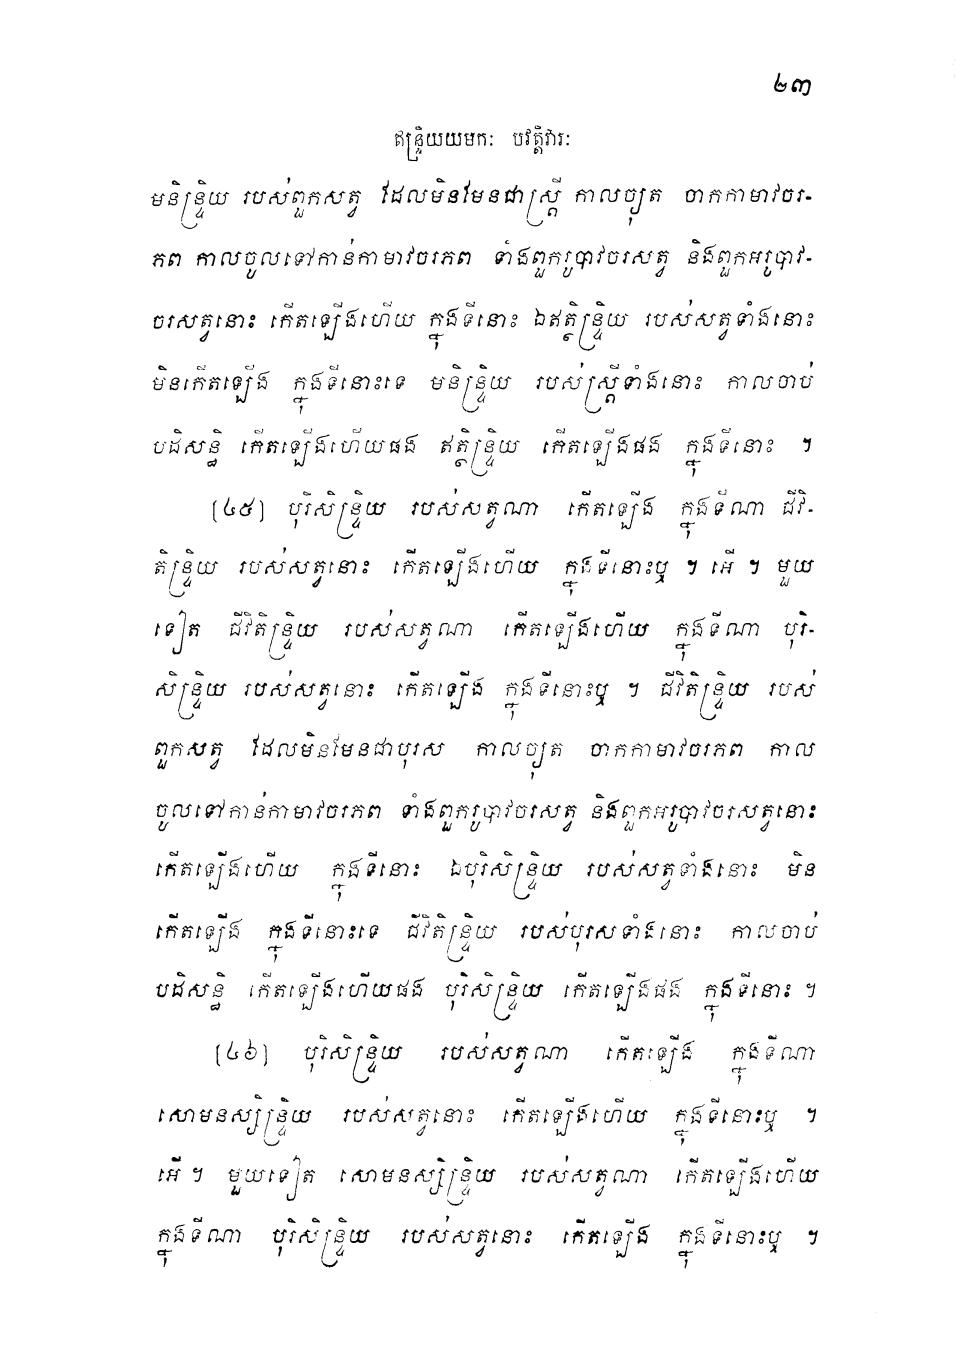 ២៣
ឥន្ទ្រិយយមកៈ បវត្តិវារៈ
មនិន្ទ្រិយ របស់ពួកសត្វ ដែលមិនមែនជាស្ត្រី កាលច្យុត ចាកកាមាវចរ-
ភព កាលចូលទៅកាន់កាមាវចរភព ទាំងពួករូបាវចរសត្វ និងពួកអរូបាវ-
ចរសត្វនោះ កើតឡើងហើយ ក្នុងទីនោះ ឯឥត្ថិន្ទ្រិយ របស់សត្វទាំងនោះ
មិនកើតឡើង ក្នុងទីនោះទេ មនិន្ទ្រិយ របស់ស្ត្រីទាំងនោះ កាលចាប់
បដិសន្ធិ កើតឡើងហើយផង ឥត្ថិន្ទ្រិយ កើតឡើងផង ក្នុងទីនោះ ។
(៤៥) បុរិសិន្ទ្រិយ របស់សត្វណា កើតឡើង ក្នុងទីណា ជីវិ-
តិន្ទ្រិយ របស់សត្វនោះ កើតឡើងហើយ ក្នុងទីនោះឬ ។ អើ ។ មួយ
ទៀត ជីវិតិន្ទ្រិយ របស់សត្វណា កើតឡើងហើយ ក្នុងទីណា បុរិ-
សិន្ទ្រិយ របស់សត្វនោះ កើតឡើង ក្នុងទីនោះឬ ។ ជីវិតិន្ទ្រិយ របស់
ពួកសត្វ ដែលមិនមែនជាបុរស កាលច្យុត ចាកកាមាវចរភព កាល
ចូលទៅកាន់កាមាវចរភព ទាំងពួករូបាវចរសត្វ និងពួកអរូបាវចរសត្វនោះ
កើតឡើងហើយ ក្នុងទីនោះ ឯបុរិសិន្ទ្រិយ របស់សត្វទាំងនោះ មិន
កើតឡើង ក្នុងទីនោះទេ ជីវិតិន្ទ្រិយ របស់បុរសទាំងនោះ កាលចាប់
បដិសន្ធិ កើតឡើងហើយផង បុរិសិន្ទ្រិយ កើតឡើងផង ក្នុងទីនោះ ។
(៤៦) បុរិសិន្ទ្រិយ របស់សត្វណា កើតឡើង ក្នុងទីណា
សោមនស្សិន្ទ្រិយ របស់សត្វនោះ កើតឡើងហើយ ក្នុងទីនោះឬ ។
អើ ។ មួយទៀត សោមនស្សិន្ទ្រិយ របស់សត្វណា កើតឡើងហើយ
ក្នុងទីណា បុរិសិន្ទ្រិយ របស់សត្វនោះ កើតឡើង ក្នុងទីនោះឬ ។